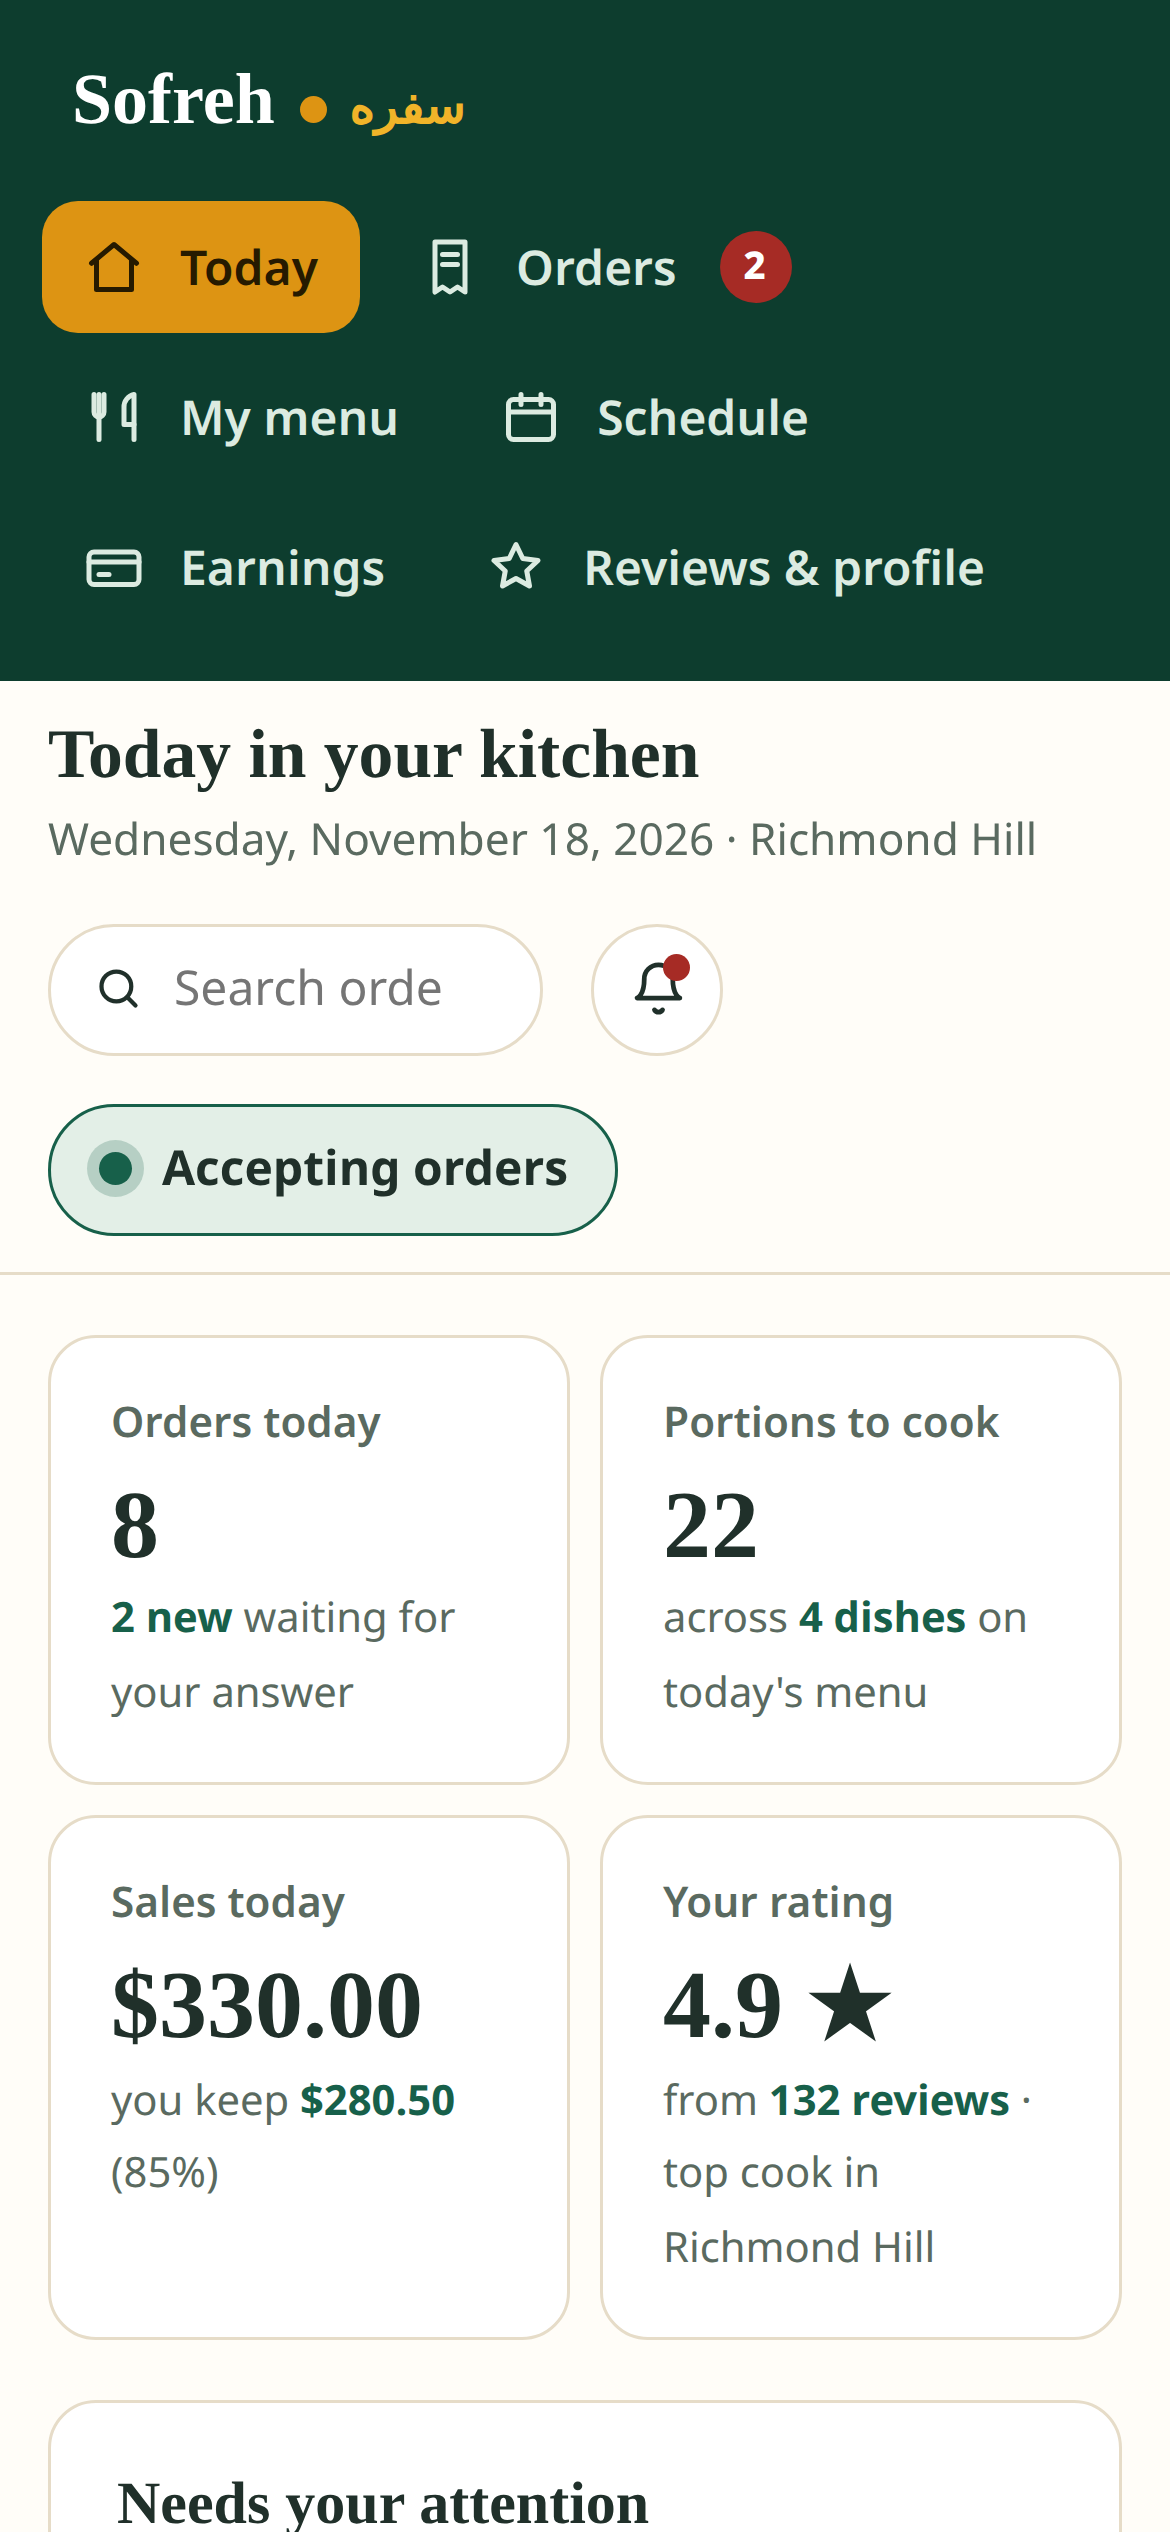 Sofreh سفره
Today
Orders 2
My menu
Schedule
Earnings
Reviews & profile
Today in your kitchen
Wednesday, November 18, 2026 · Richmond Hill
Search orde
Accepting orders
Orders today
8
2 new waiting for
your answer
Portions to cook
22
across 4 dishes on
today's menu
Sales today
$330.00
you keep $280.50
(85%)
Your rating
4.9 ★
from 132 reviews ·
top cook in
Richmond Hill
Needs your attention